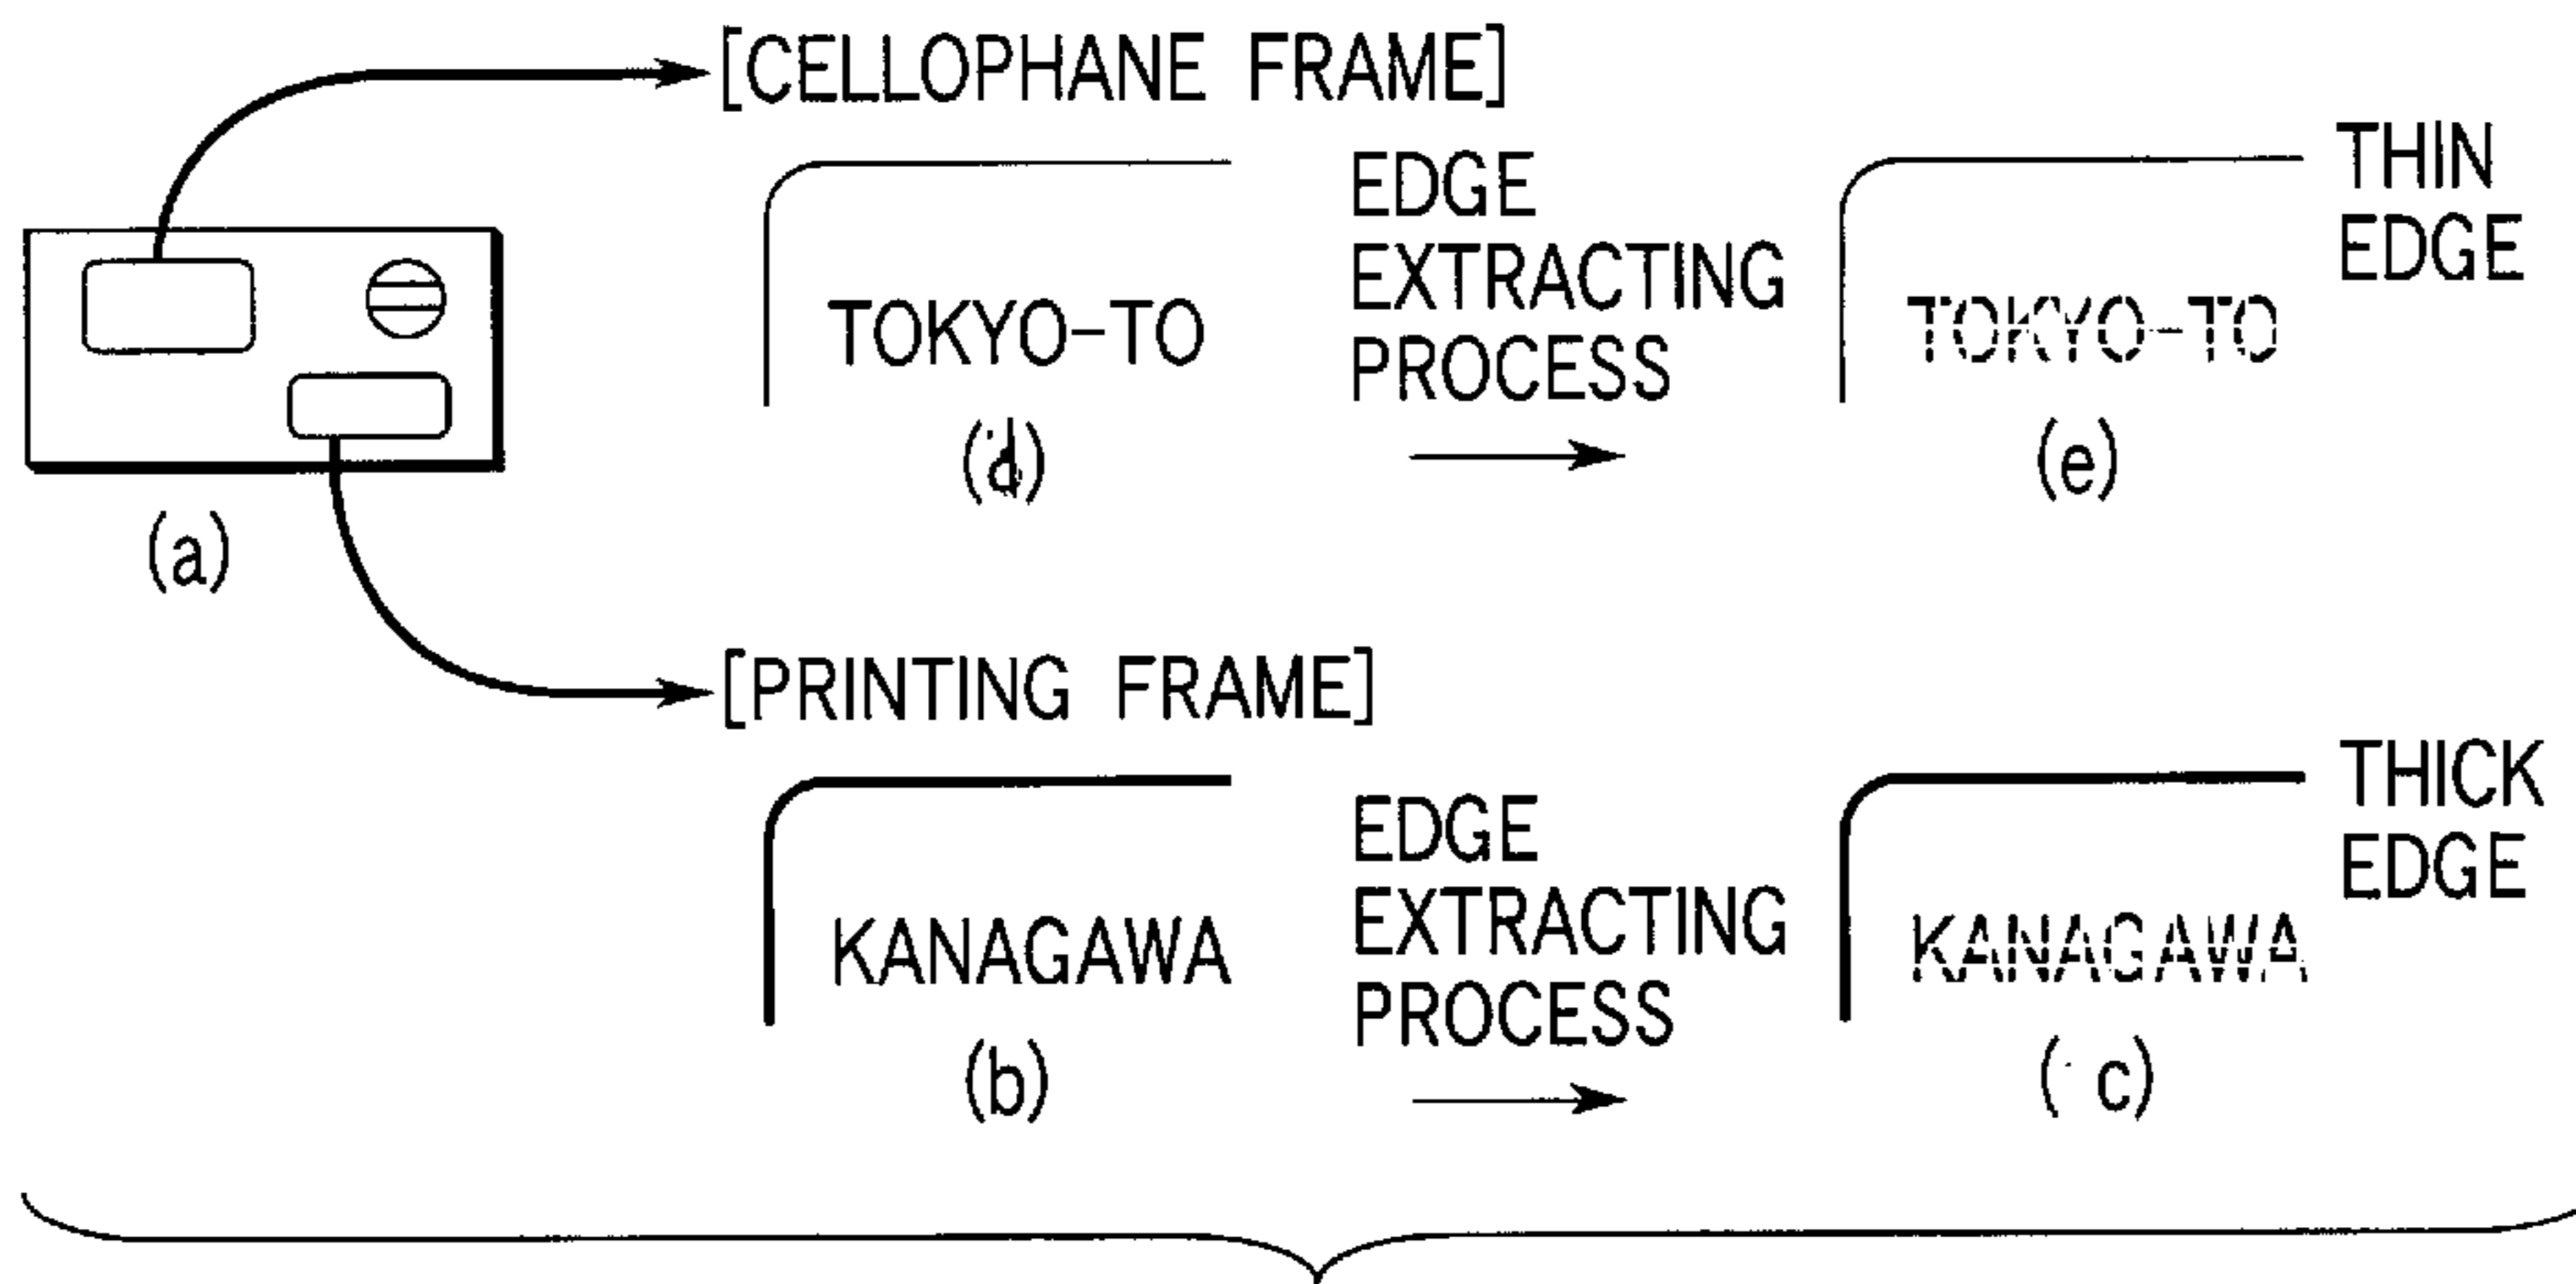 [CELLOPHANE FRAME]
EDGE
EXTRACTING
PROCESS
THIN
EDGE
TOKYO-TO
TOKYO-TO
(d)
(e)
(a)
[PRINTING FRAME]
EDGE
EXTRACTING
PROCESS
THICK
EDGE
KANAGAWA
KANAGAWA
(b)
(c)